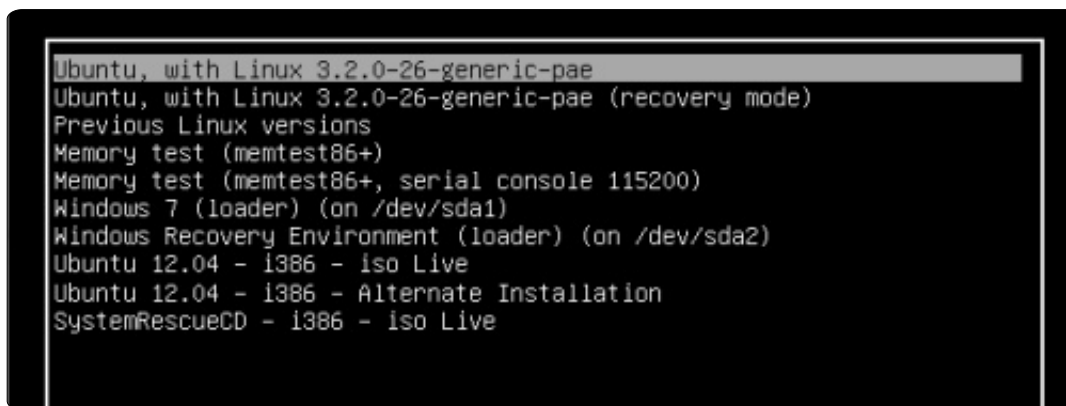 Ubuntu, with Linux 3.2.0-26-generic-pae
Ubuntu, with Linux 3.2.0-26-generic-pae (recovery mode)
Previous Linux versions
Memory test (memtest86+)
Memory test (memtest86+, serial console 115200)
Windows 7 (loader) (on /dev/sda1)
Windows Recovery Environment (loader) (on /dev/sda2)
Ubuntu 12.04 - i386 - iso Live
Ubuntu 12.04 - i386 - Alternate Installation
SystemRescueCD - i386 - iso Live